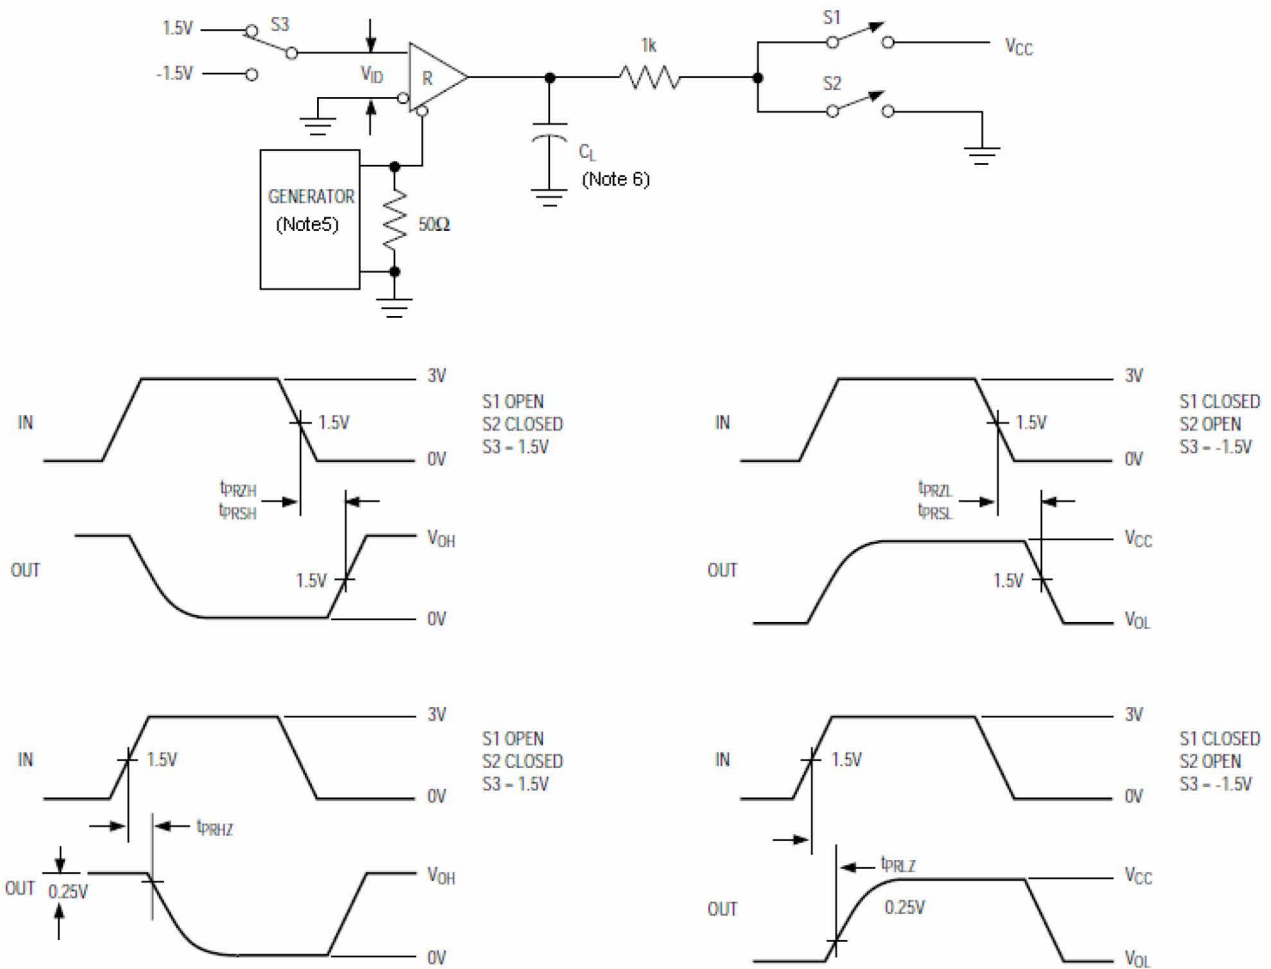 1.5V
S3
-1.5V
VID
R
1k
S1
VCC
S2
CL
(Note 6)
GENERATOR
(Note5)
50Ω
IN
3V
1.5V
0V
S1 OPEN
S2 CLOSED
S3 = 1.5V
tPRZH
tPRSH
OUT
VOH
1.5V
0V
IN
3V
1.5V
0V
S1 CLOSED
S2 OPEN
S3 = -1.5V
tPRZL
tPRSL
OUT
VCC
1.5V
VOL
IN
3V
1.5V
0V
S1 OPEN
S2 CLOSED
S3 = 1.5V
tPRHZ
OUT
0.25V
VOH
0V
IN
3V
1.5V
0V
S1 CLOSED
S2 OPEN
S3 = -1.5V
tPRLZ
OUT
VCC
0.25V
VOL